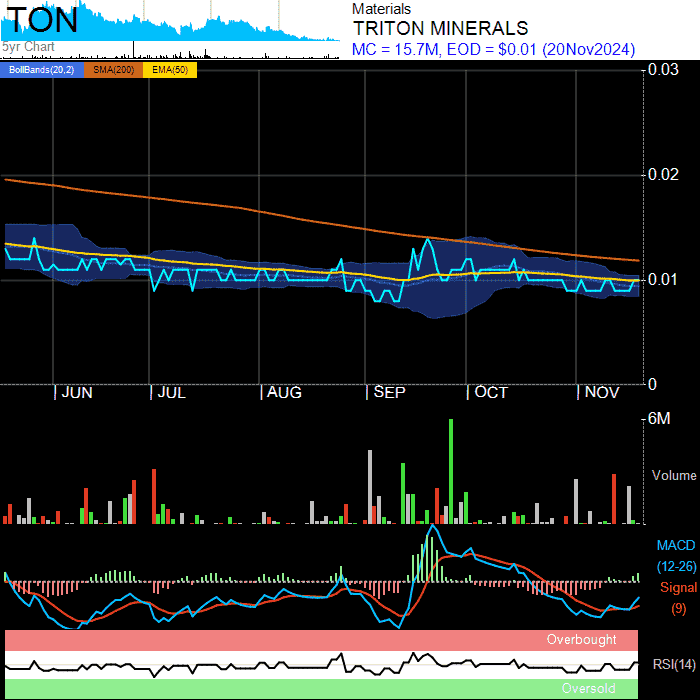 TON
5yr Chart
Materials
TRITON MINERALS
MC = 15.7M, EOD = $0.01 (20Nov2024)
BollBands(20,2) SMA(200) EMA(50)
0.03
0.02
0.01
0
JUN JUL AUG SEP OCT NOV
6M
Volume
MACD
(12-26)
Signal
(9)
Overbought
RSI(14)
Oversold